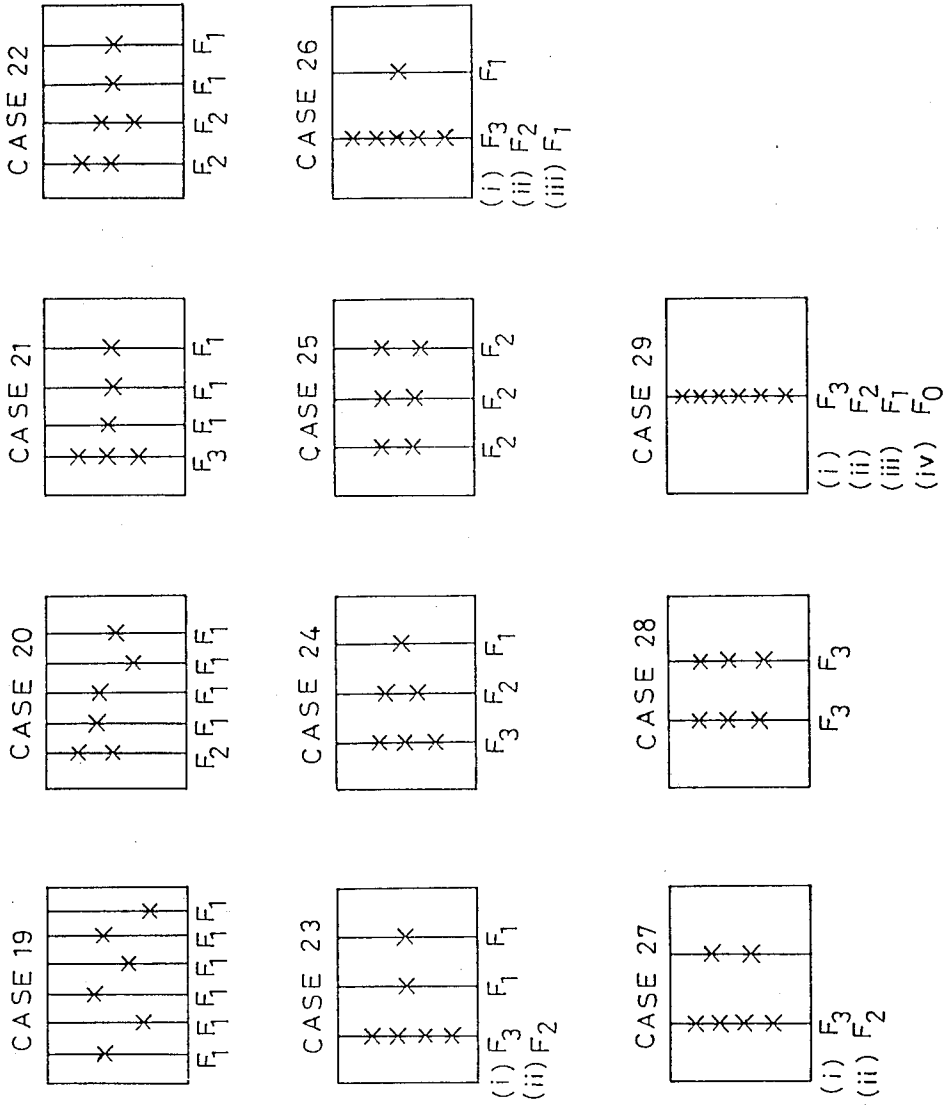 CASE 19
F₁ F₁ F₁ F₁ F₁ F₁
CASE 20
F₂ F₁ F₁ F₁ F₁
CASE 21
F₃ F₁ F₁ F₁
CASE 22
F₂ F₂ F₁ F₁
CASE 23
(i) F₃ F₁ F₁
(ii) F₂
CASE 24
F₃ F₂ F₁
CASE 25
F₂ F₂ F₂
CASE 26
(i) F₃ F₁
(ii) F₂
(iii) F₁
CASE 27
(i) F₃
(ii) F₂
CASE 28
F₃ F₃
CASE 29
(i) F₃
(ii) F₂
(iii) F₁
(iv) F₀